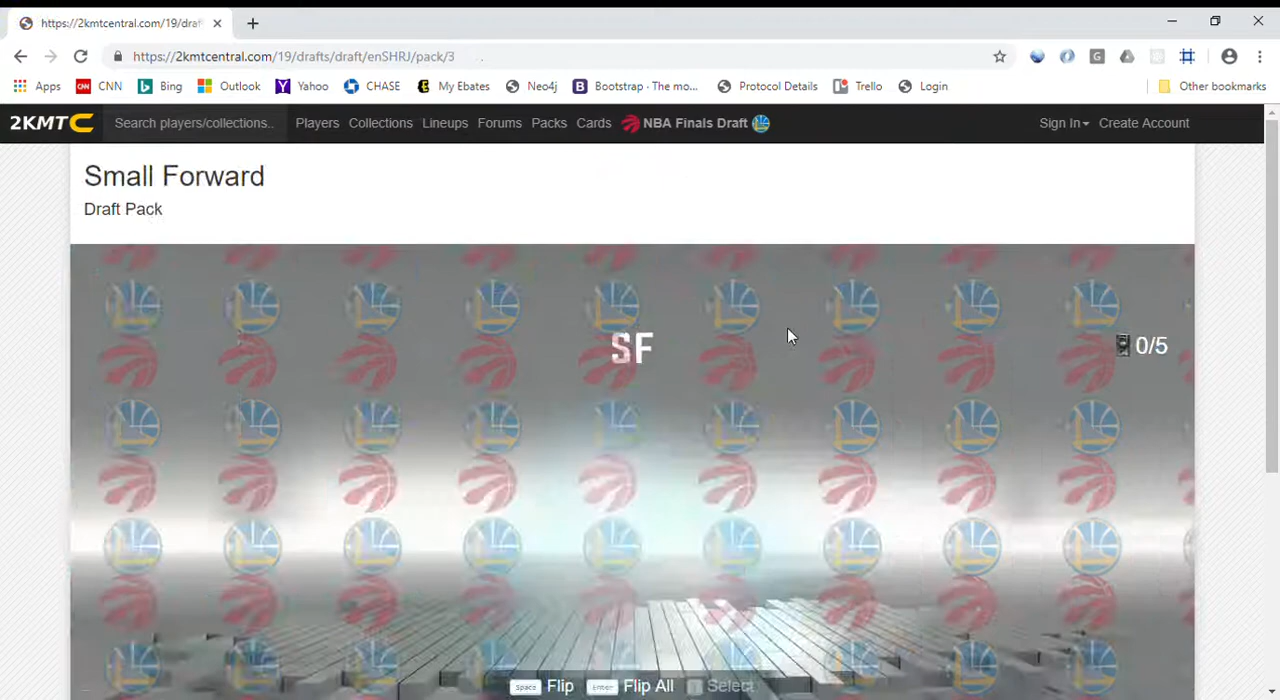 https://2kmtcentral.com/19/draf
https://2kmtcentral.com/19/drafts/draft/enSHRJ/pack/3
Apps CNN Bing Outlook Yahoo CHASE My Ebates Neo4j Bootstrap · The mo... Protocol Details Trello Login Other bookmarks
2KMTC Search players/collections.. Players Collections Lineups Forums Packs Cards NBA Finals Draft Sign In Create Account
Small Forward
Draft Pack
SF
0/5
Space Flip Enter Flip All Select